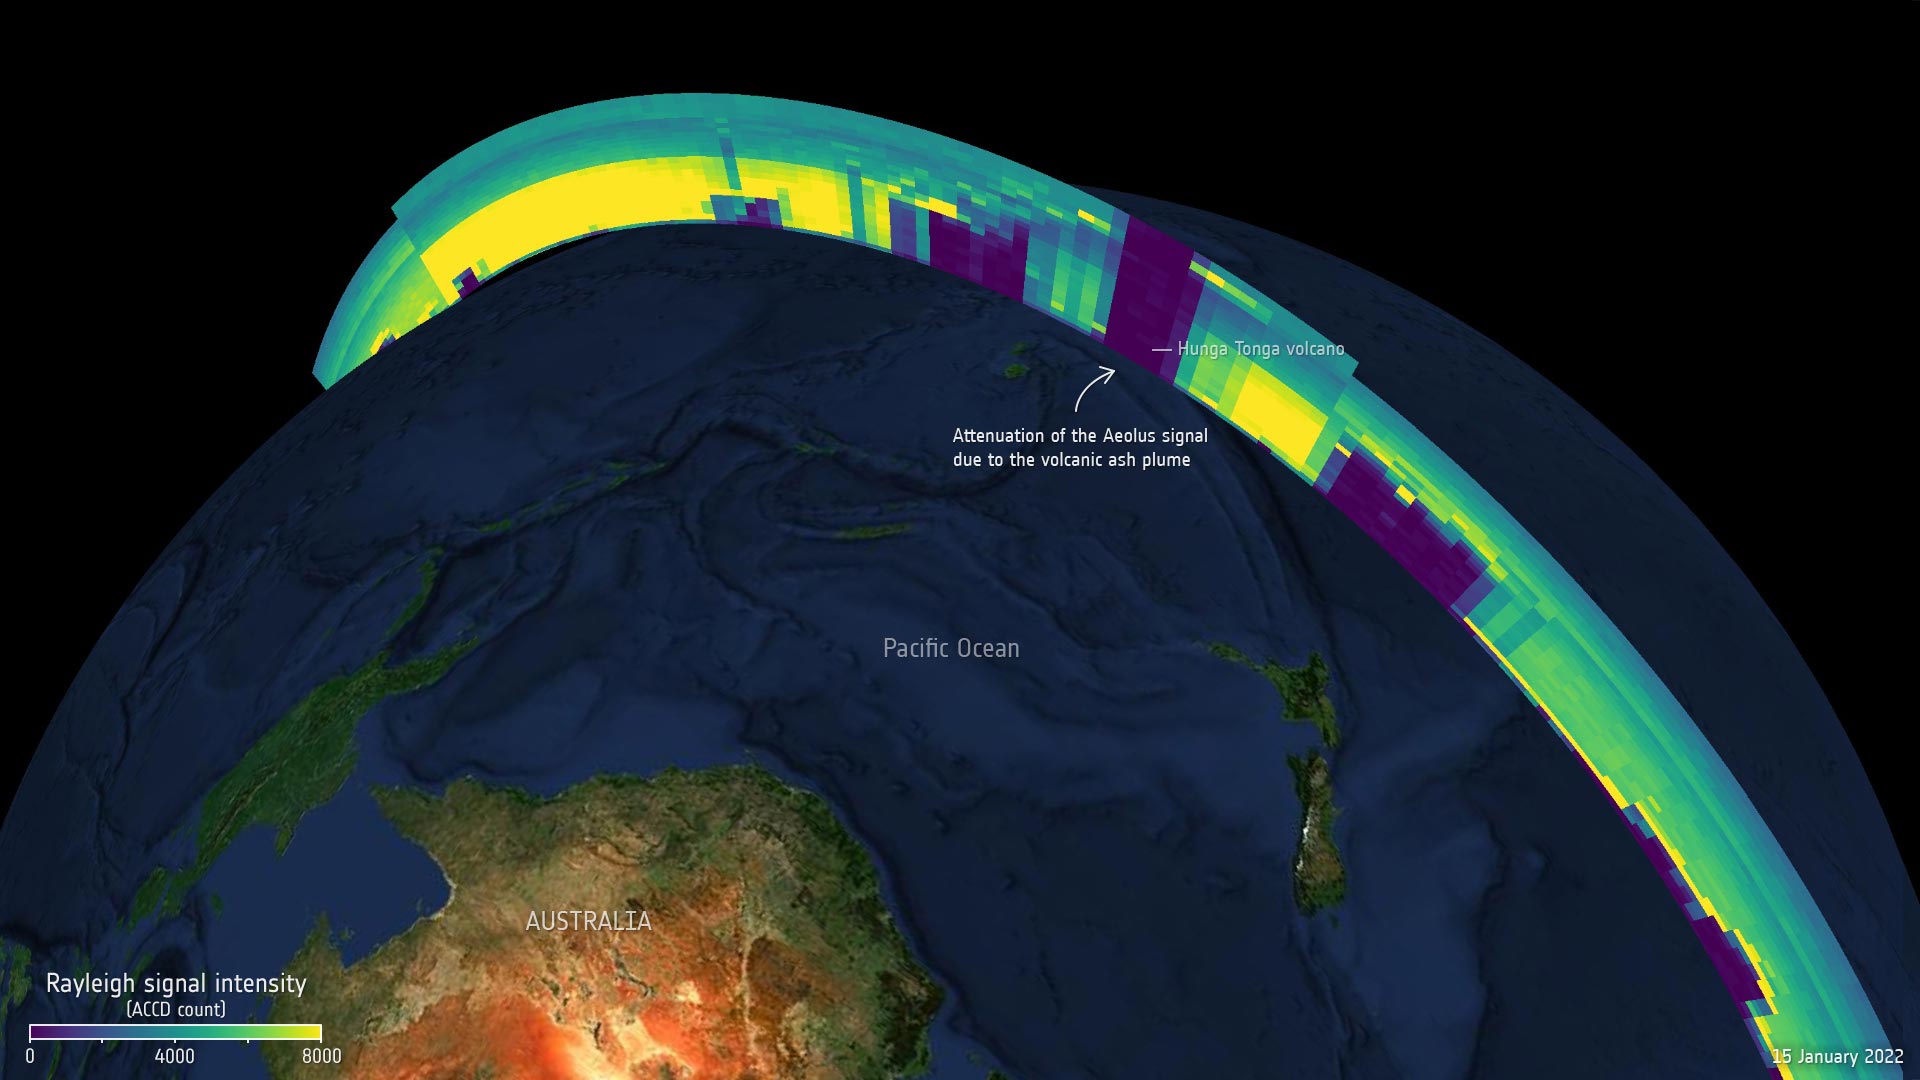 — Hunga Tonga volcano
Attenuation of the Aeolus signal
due to the volcanic ash plume
Pacific Ocean
AUSTRALIA
Rayleigh signal intensity
(ACCD count)
0 4000 8000
15 January 2022